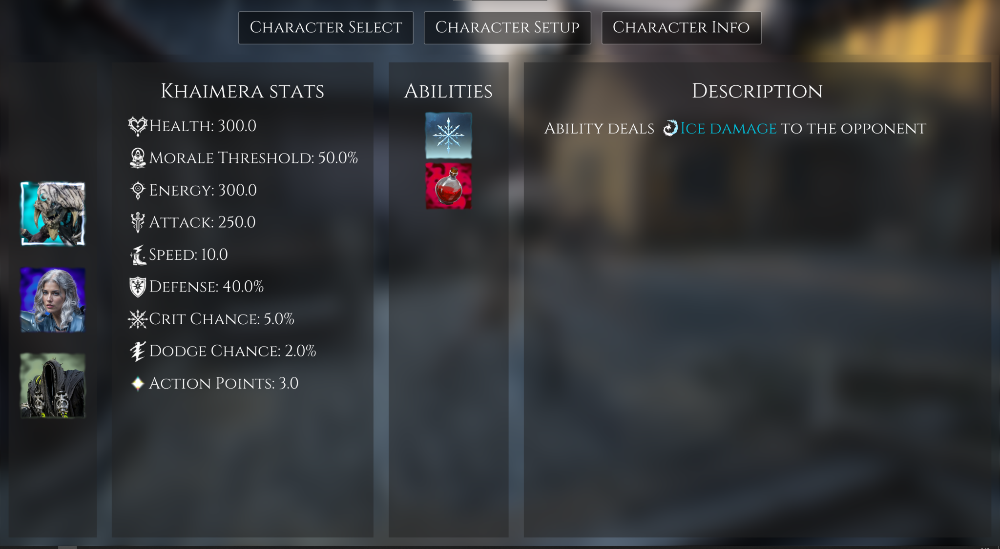 Character Select
Character Setup
Character Info
Khaimera stats
Health: 300.0
Morale Threshold: 50.0%
Energy: 300.0
Attack: 250.0
Speed: 10.0
Defense: 40.0%
Crit Chance: 5.0%
Dodge Chance: 2.0%
Action Points: 3.0
Abilities
Description
Ability deals Ice damage to the opponent